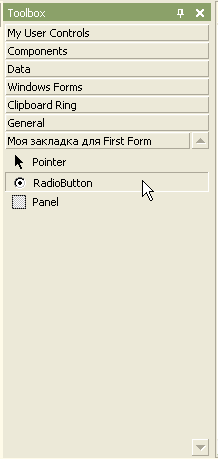 Toolbox
My User Controls
Components
Data
Windows Forms
Clipboard Ring
General
Моя закладка для First Form
Pointer
RadioButton
Panel